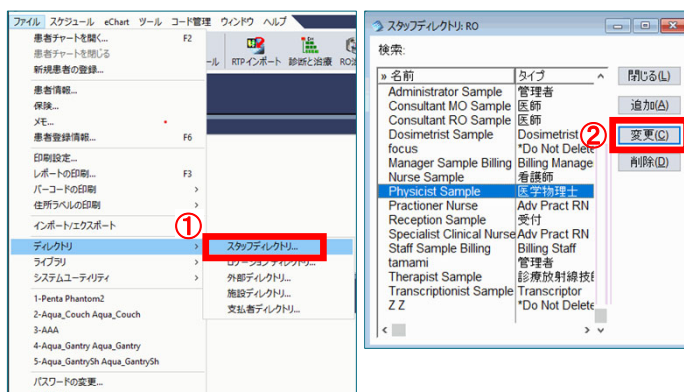 ファイル スケジュール eChart ツール コード管理 ウィンドウ ヘルプ
患者チャートを開く... F2
患者チャートを閉じる
新規患者の登録...
患者情報...
保険...
メモ...
患者登録情報... F6
印刷設定...
レポートの印刷... F3
バーコードの印刷 >
住所ラベルの印刷 >
インポート/エクスポート
ディレクトリ >
ライブラリ >
システムユーティリティ >
1-Penta Phantom2
2-Aqua_Couch Aqua_Couch
3-AAA
4-Aqua_Gantry Aqua_Gantry
5-Aqua_GantrySh Aqua_GantrySh
パスワードの変更...
ール RTPインポート 診断と治療
①
スタッフディレクトリ...
ロケーションディレクトリ...
外部ディレクトリ...
施設ディレクトリ...
支払者ディレクトリ...
スタッフディレクトリ: RO
検索:
» 名前 タイプ
Administrator Sample 管理者
Consultant MO Sample 医師
Consultant RO Sample 医師
Dosimetrist Sample Dosimetrist
focus *Do Not Delete
Manager Sample Billing Billing Manage
Nurse Sample 看護師
Physicist Sample 医学物理士
Practioner Nurse Adv Pract RN
Reception Sample 受付
Specialist Clinical Nurse Adv Pract RN
Staff Sample Billing Billing Staff
tamami 管理者
Therapist Sample 診療放射線技
Transcriptionist Sample Transcriptor
Z Z *Do Not Delete
閉じる(L)
追加(A)
②
変更(C)
削除(D)